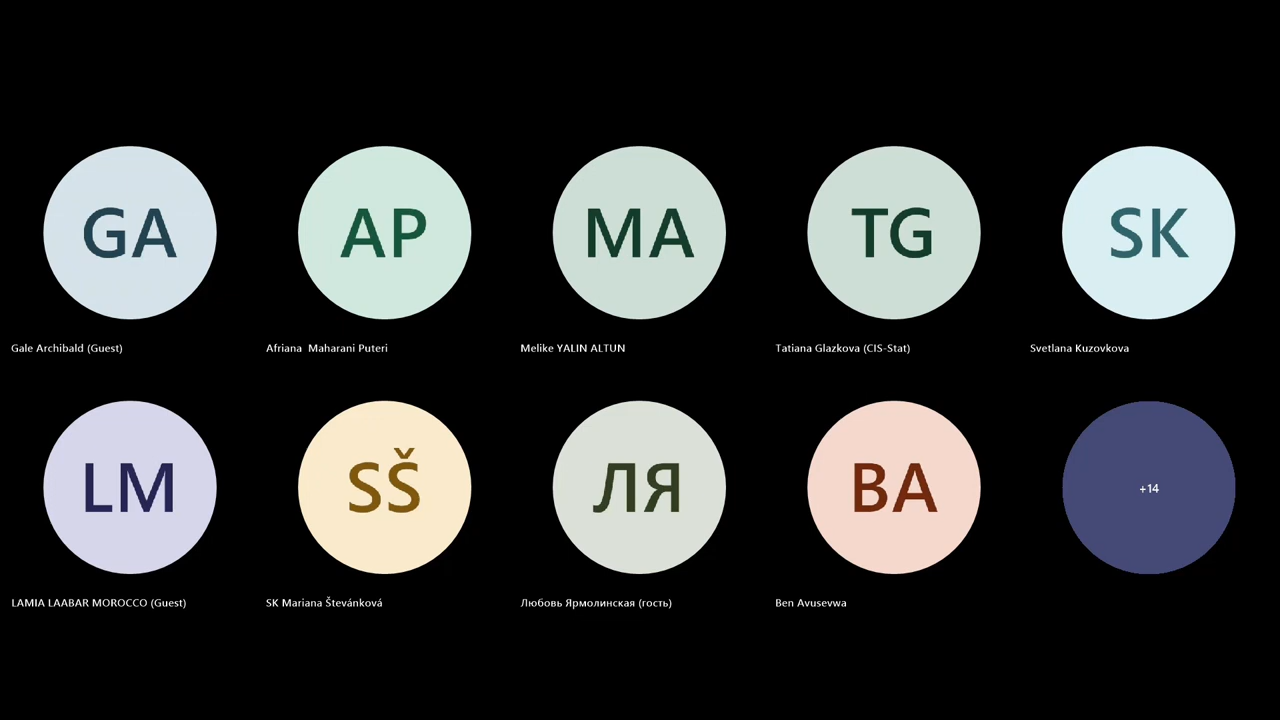 GA
AP
MA
TG
SK
Gale Archibald (Guest)
Afriana  Maharani Puteri
Melike YALIN ALTUN
Tatiana Glazkova (CIS-Stat)
Svetlana Kuzovkova
LM
SŠ
ЛЯ
BA
+14
LAMIA LAABAR MOROCCO (Guest)
SK Mariana Števánková
Любовь Ярмолинская (гость)
Ben Avusevwa